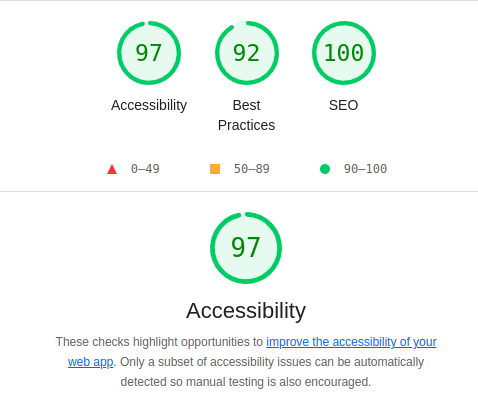 97 92 100
Accessibility Best SEO
Practices
0–49 50–89 90–100
97
Accessibility
These checks highlight opportunities to improve the accessibility of your
web app. Only a subset of accessibility issues can be automatically
detected so manual testing is also encouraged.